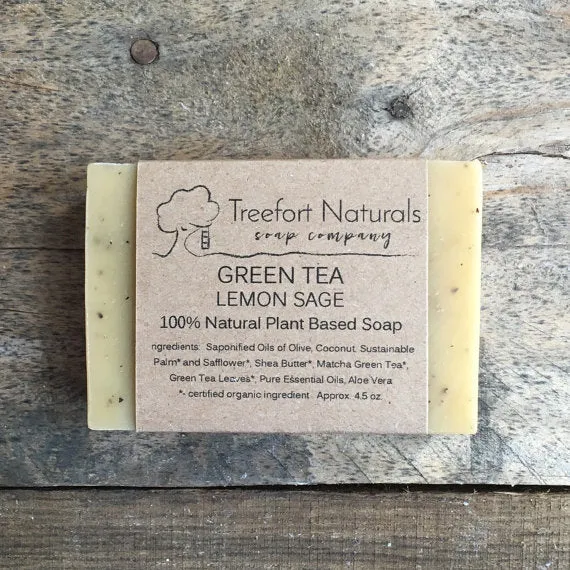 Treefort Naturals
soap company
GREEN TEA
LEMON SAGE
100% Natural Plant Based Soap
ngredients: Saponified Oils of Olive, Coconut, Sustainable
Palm* and Safflower*, Shea Butter*, Matcha Green Tea*,
Green Tea Leaves*, Pure Essential Oils, Aloe Vera
*- certified organic ingredient. Approx. 4.5 oz.